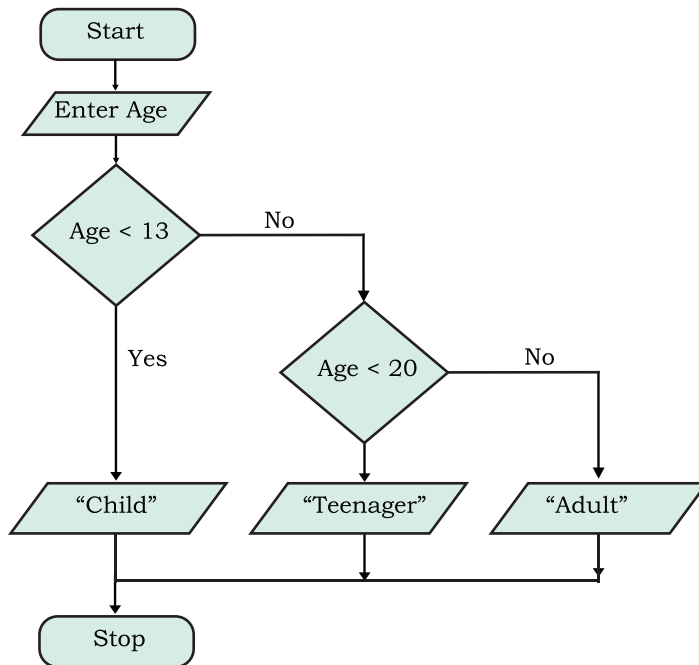 Start
Enter Age
Age < 13
No
Yes
Age < 20
No
“Child”
“Teenager”
“Adult”
Stop